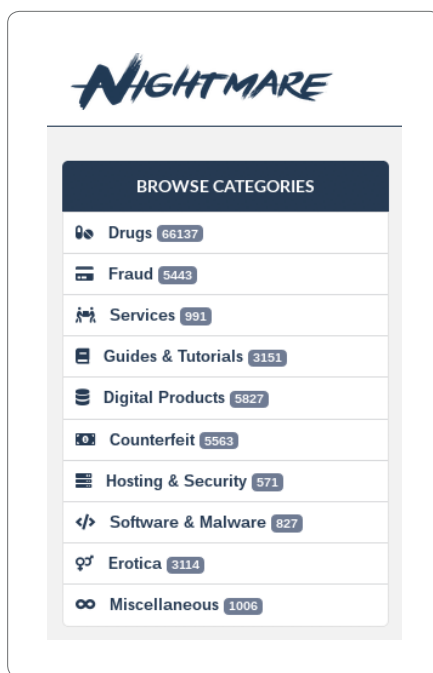 NIGHTMARE
BROWSE CATEGORIES
Drugs 66137
Fraud 5443
Services 991
Guides & Tutorials 3151
Digital Products 5827
Counterfeit 5563
Hosting & Security 571
Software & Malware 827
Erotica 3114
Miscellaneous 1006